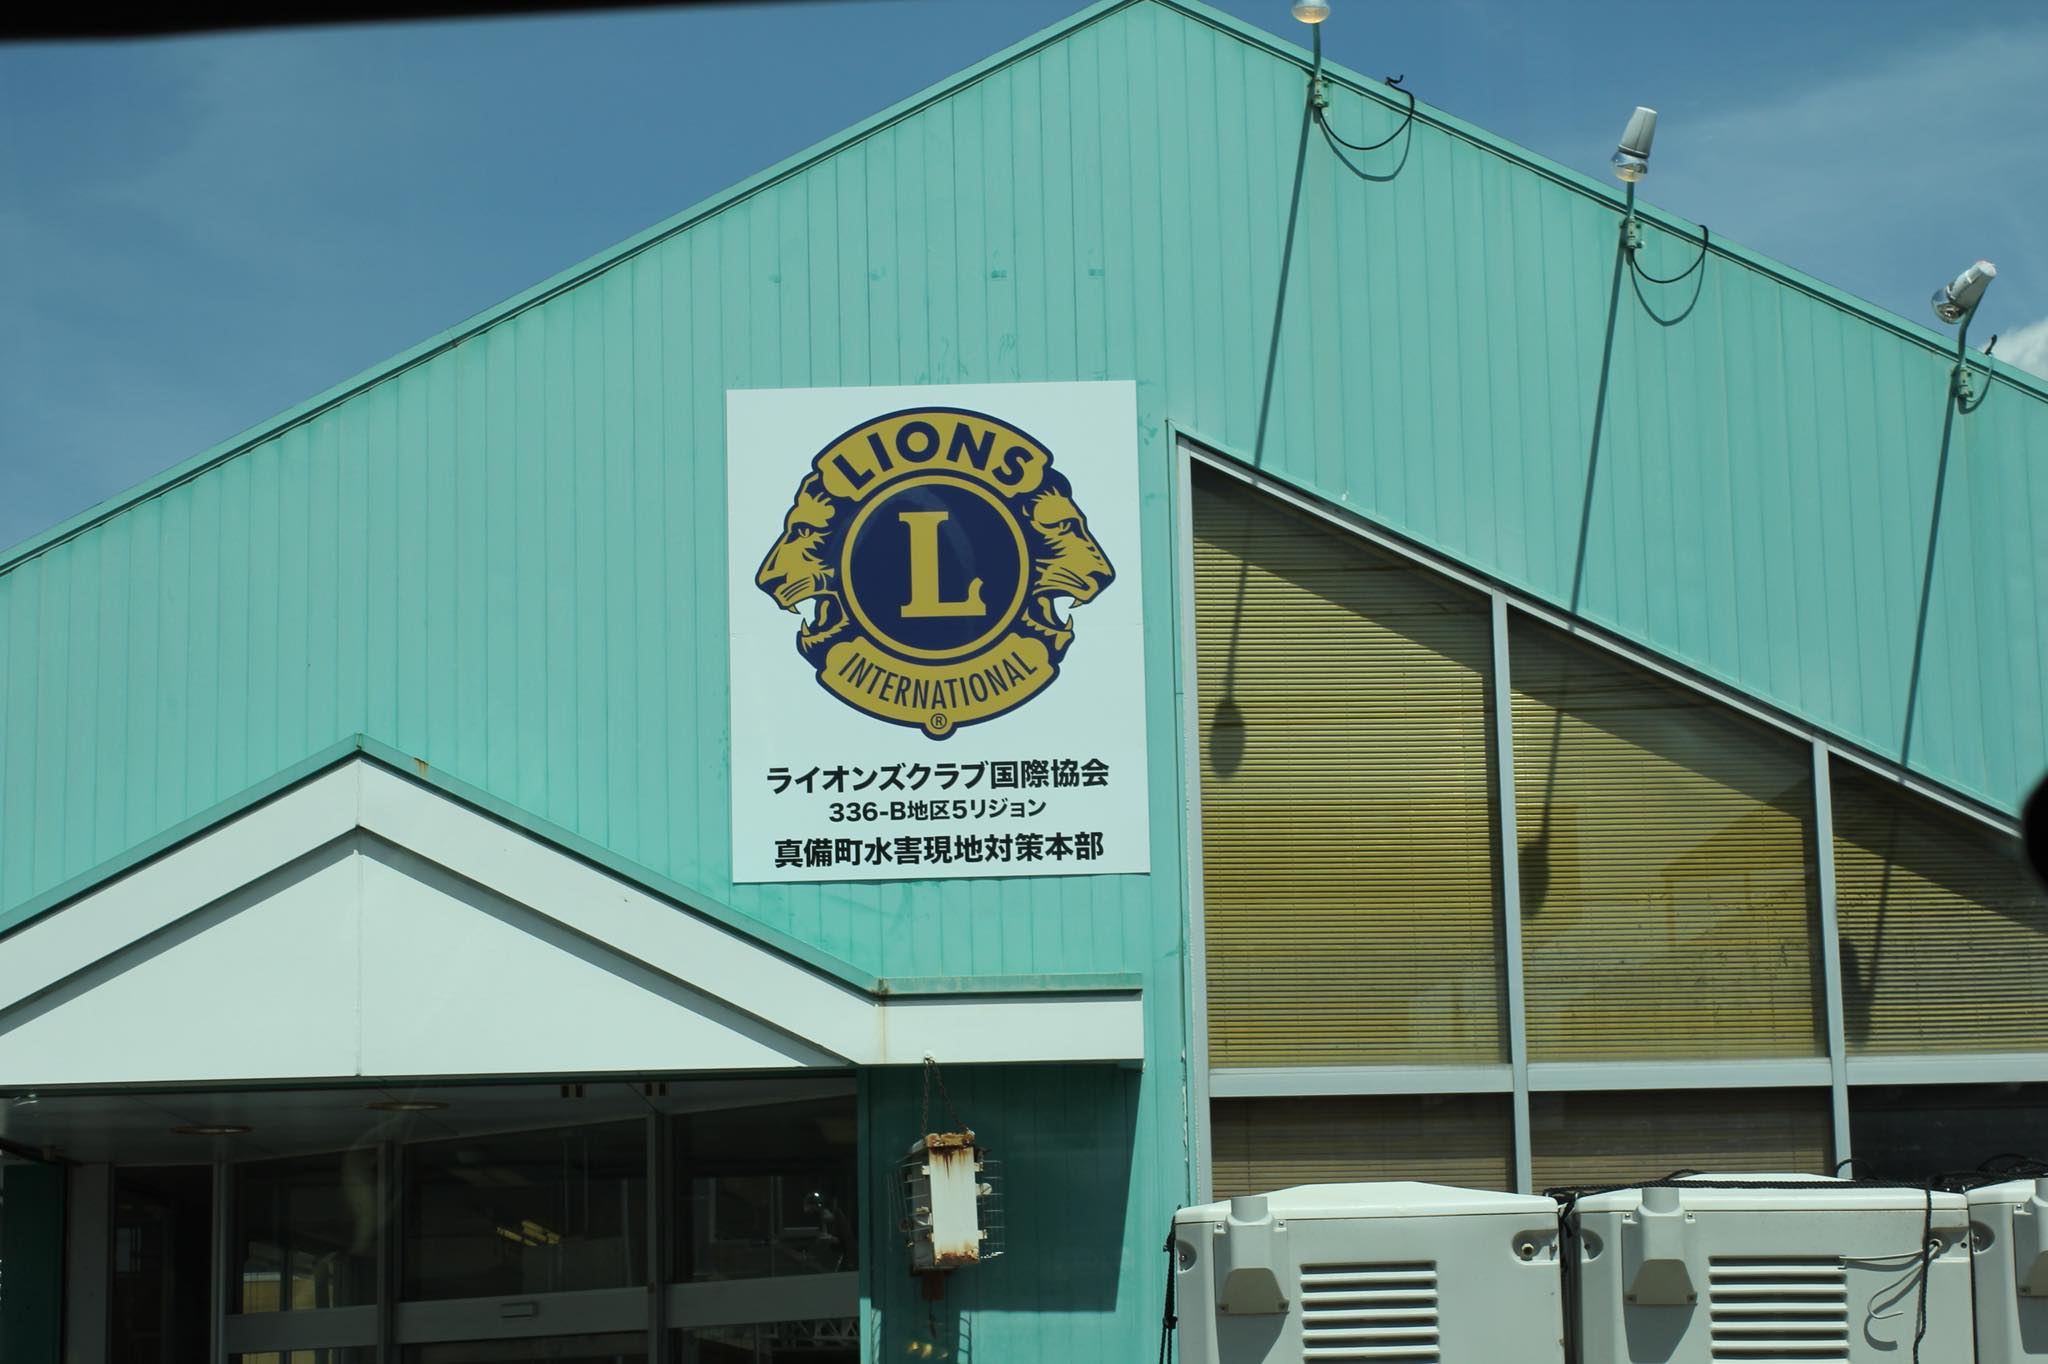 LIONS
L
INTERNATIONAL
®
ライオンズクラブ国際協会
336-B地区5リジョン
真備町水害現地対策本部